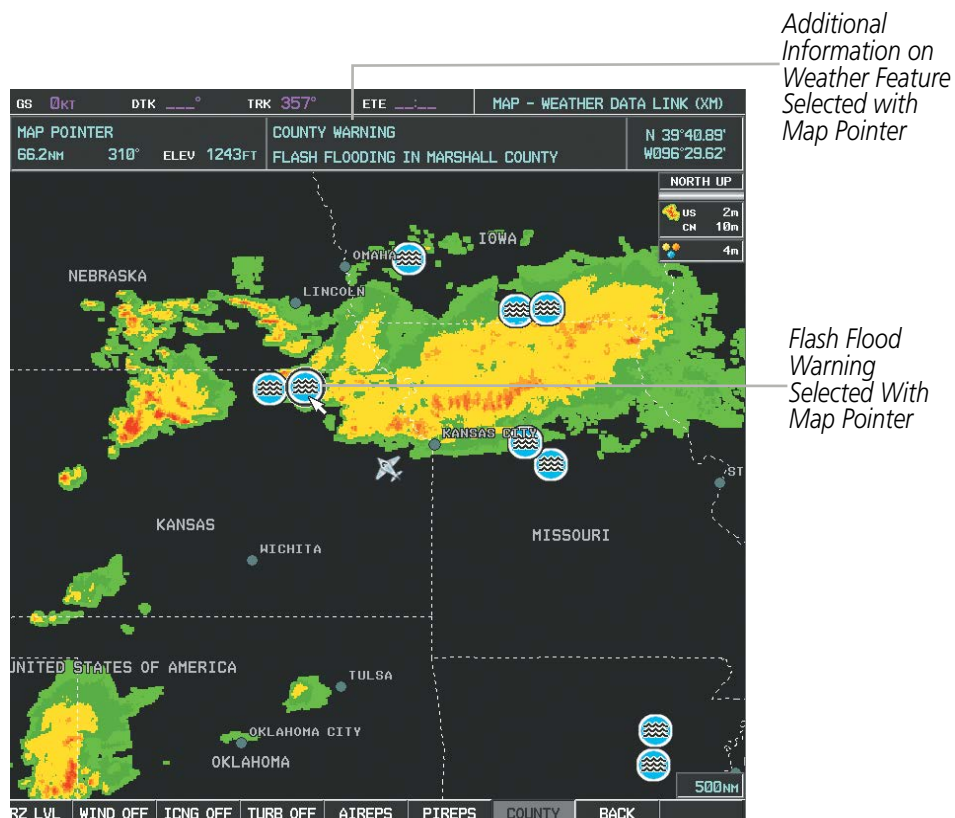 Additional
Information on
Weather Feature
Selected with
Map Pointer
GS 0KT DTK ___° TRK 357° ETE __:__ MAP - WEATHER DATA LINK (XM)
MAP POINTER
66.2NM 310° ELEV 1243FT
COUNTY WARNING
FLASH FLOODING IN MARSHALL COUNTY
N 39°40.89'
W096°29.62'
NORTH UP
US 2m
CN 10m
4m
IOWA
OMAHA
NEBRASKA
LINCOLN
Flash Flood
Warning
Selected With
Map Pointer
KANSAS CITY
ST
KANSAS
MISSOURI
WICHITA
UNITED STATES OF AMERICA
TULSA
OKLAHOMA CITY
OKLAHOMA
500NM
RZ LVL WIND OFF ICNG OFF TURB OFF AIREPS PIREPS COUNTY BACK